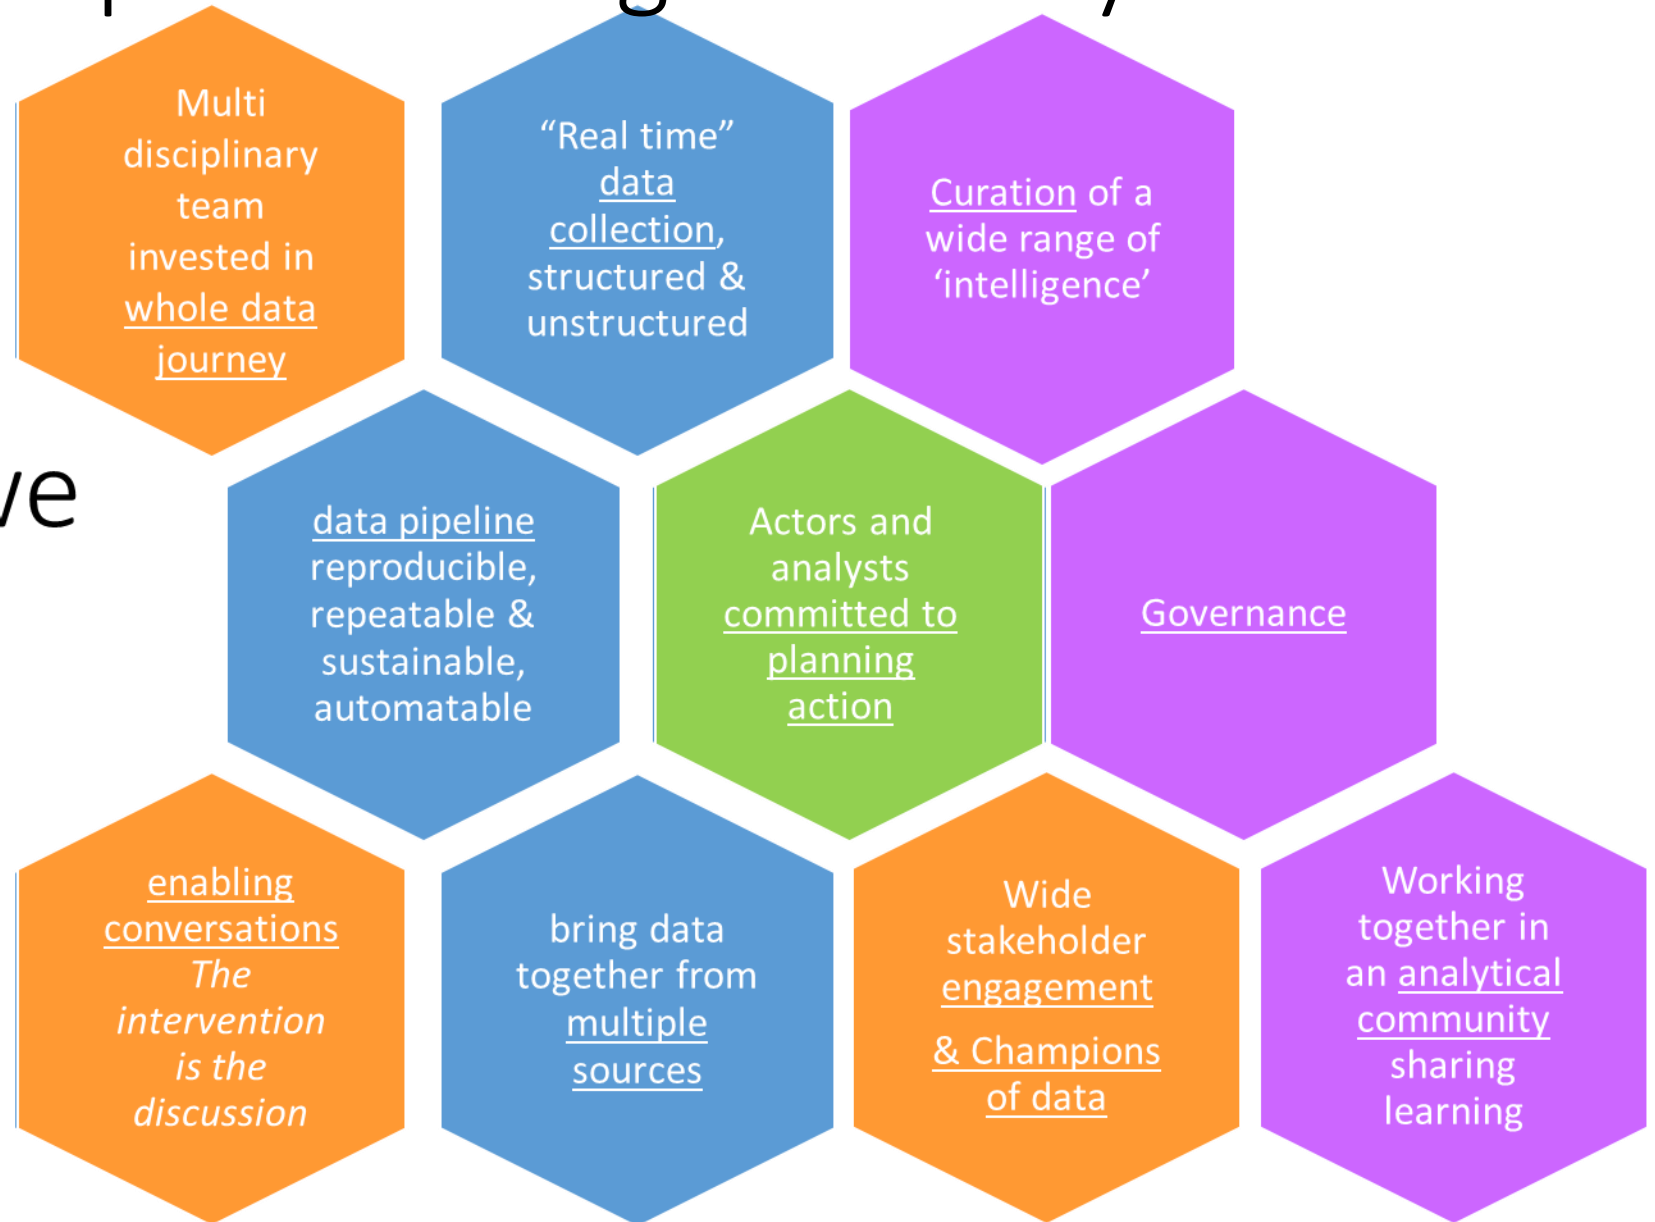 Multi
disciplinary
team
invested in
whole data
journey
“Real time”
data
collection,
structured &
unstructured
Curation of a
wide range of
‘intelligence’
data pipeline
reproducible,
repeatable &
sustainable,
automatable
Actors and
analysts
committed to
planning
action
Governance
enabling
conversations
The
intervention
is the
discussion
bring data
together from
multiple
sources
Wide
stakeholder
engagement
& Champions
of data
Working
together in
an analytical
community
sharing
learning